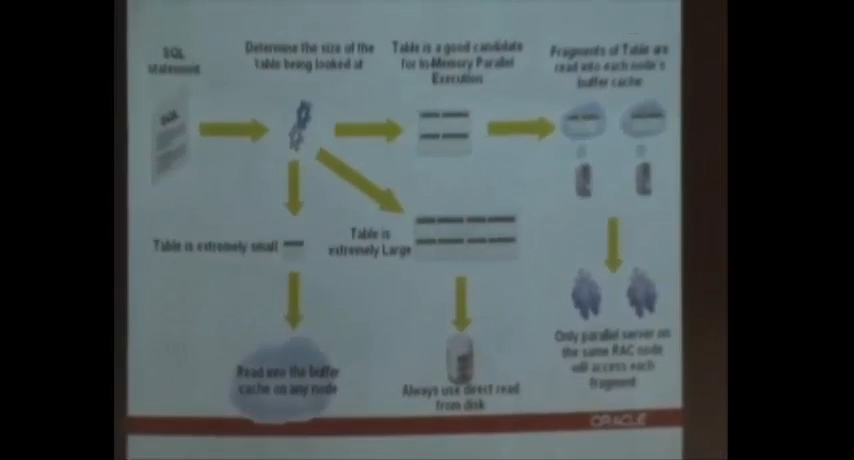 SQL
statement
Determine the size of the
table being looked at
Table is a good candidate
for In-Memory Parallel
Execution
Fragments of Table are
read into each node's
buffer cache
SQL
Table is extremely small
Table is
extremely Large
Read into the buffer
cache on any node
Always use direct read
from disk
Only parallel server on
the same RAC node
will access each
fragment
ORACLE